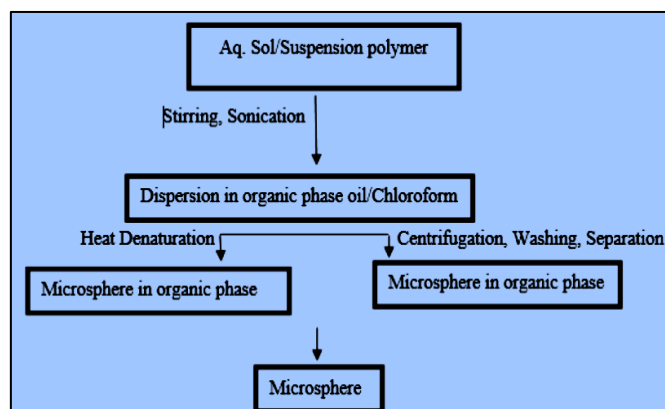 Aq. Sol/Suspension polymer
Stirring, Sonication
Dispersion in organic phase oil/Chloroform
Heat Denaturation
Centrifugation, Washing, Separation
Microsphere in organic phase
Microsphere in organic phase
Microsphere